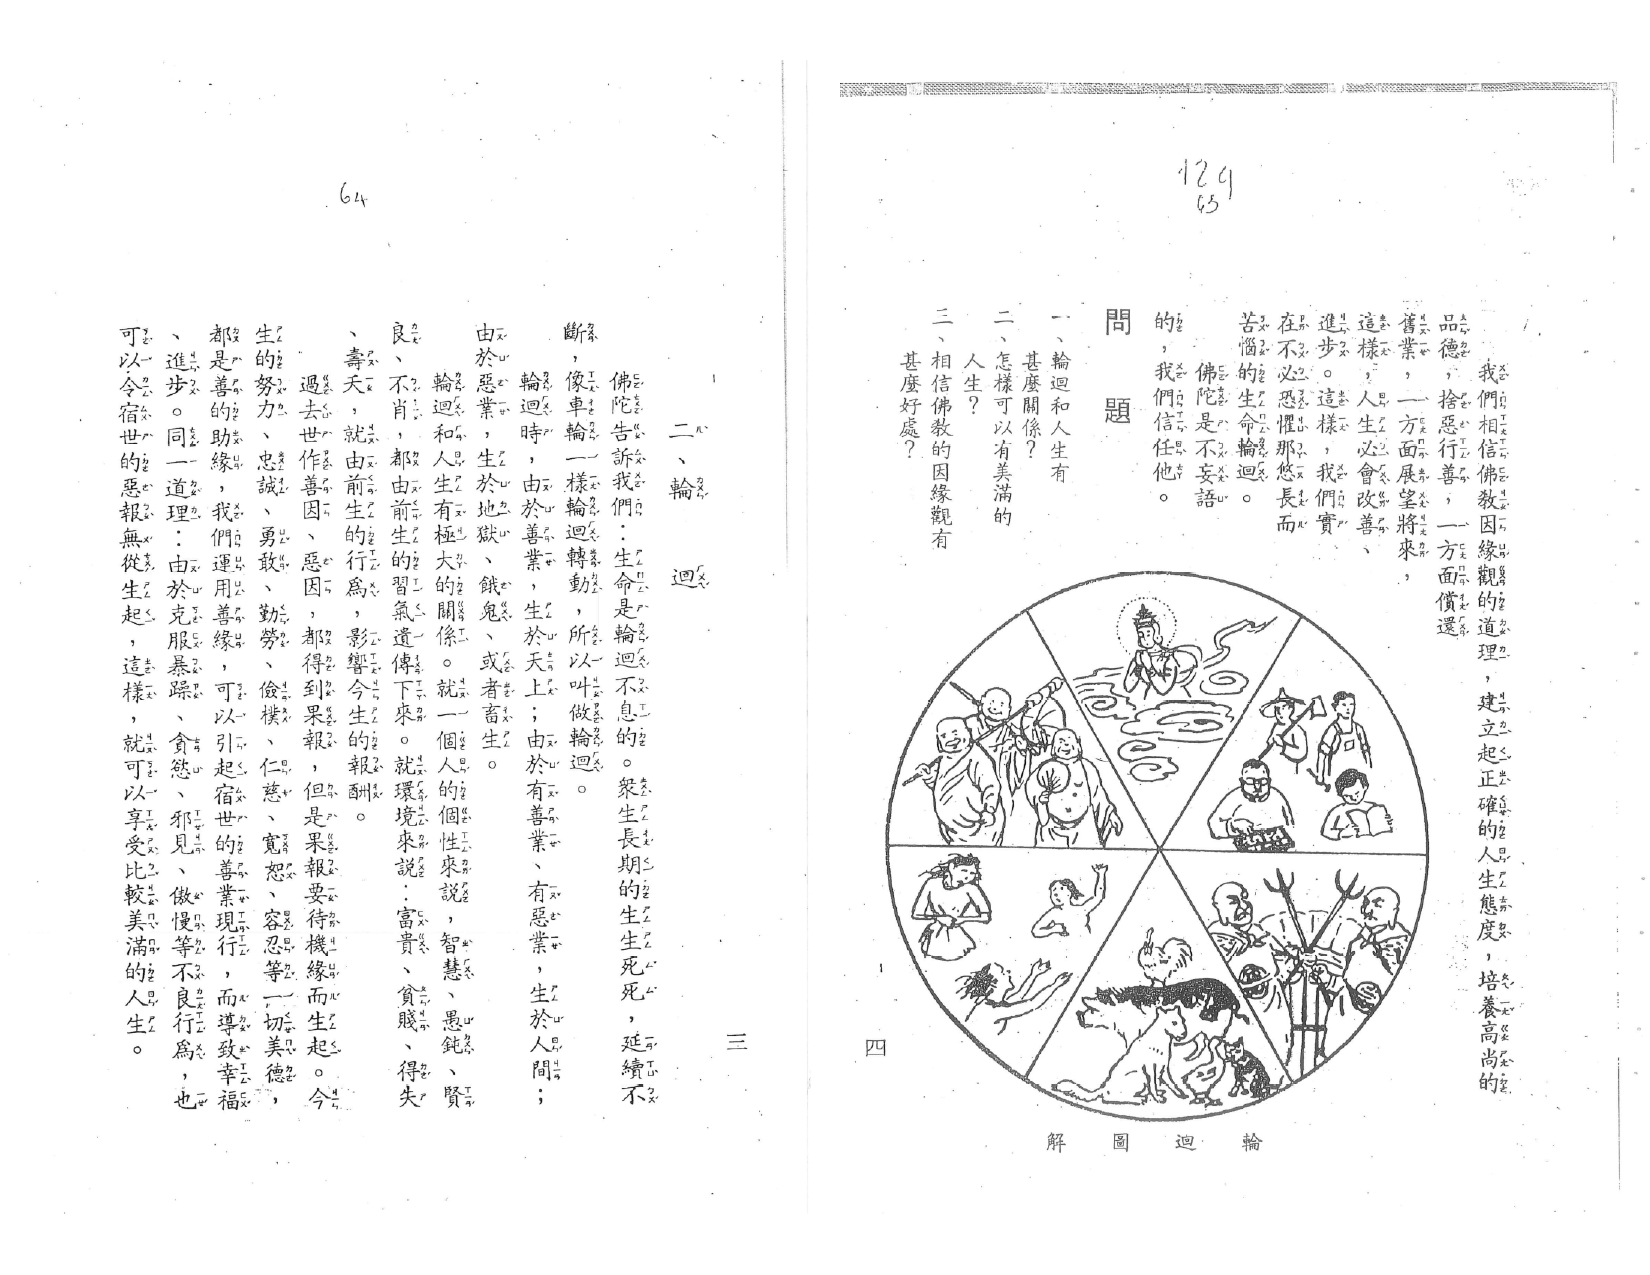 64
二、輪迴
佛陀告訴我們：生命是輪迴不息的。眾生長期的生生死死，延續不
斷，像車輪一樣輪迴轉動，所以叫做輪迴。
輪迴時，由於善業，生於天上；由於有善業、有惡業，生於人間；
由於惡業，生於地獄、餓鬼、或者畜生。
輪迴和人生有極大的關係。就一個人的個性來說，智慧、愚鈍、賢
良、不肖，都由前生的習氣遺傳下來。就環境來說：富貴、貧賤、得失
、壽夭，就由前生的行為，影響今生的報酬。
過去世作善因、惡因，都得到果報，但是果報要待機緣而生起。今
生的努力、忠誠、勇敢、勤勞、儉樸、仁慈、寬恕、容忍等一切美德，
都是善的助緣，我們運用善緣，可以引起宿世的善業現行，而導致幸福
、進步。同一道理：由於克服暴躁、貪慾、邪見、傲慢等不良行為，也
可以令宿世的惡報無從生起，這樣，就可以享受比較美滿的人生。
三
129
65
我們相信佛教因緣觀的道理，建立起正確的人生態度，培養高尚的
品德，捨惡行善，一方面償還
舊業，一方面展望將來，
這樣，人生必會改善、
進步。這樣，我們實
在不必恐懼那悠長而
苦惱的生命輪迴。
佛陀是不妄語
的，我們信任他。
問題
一、輪迴和人生有
甚麼關係？
二、怎樣可以有美滿的
人生？
三、相信佛教的因緣觀有
甚麼好處？
解圖迴輪
四